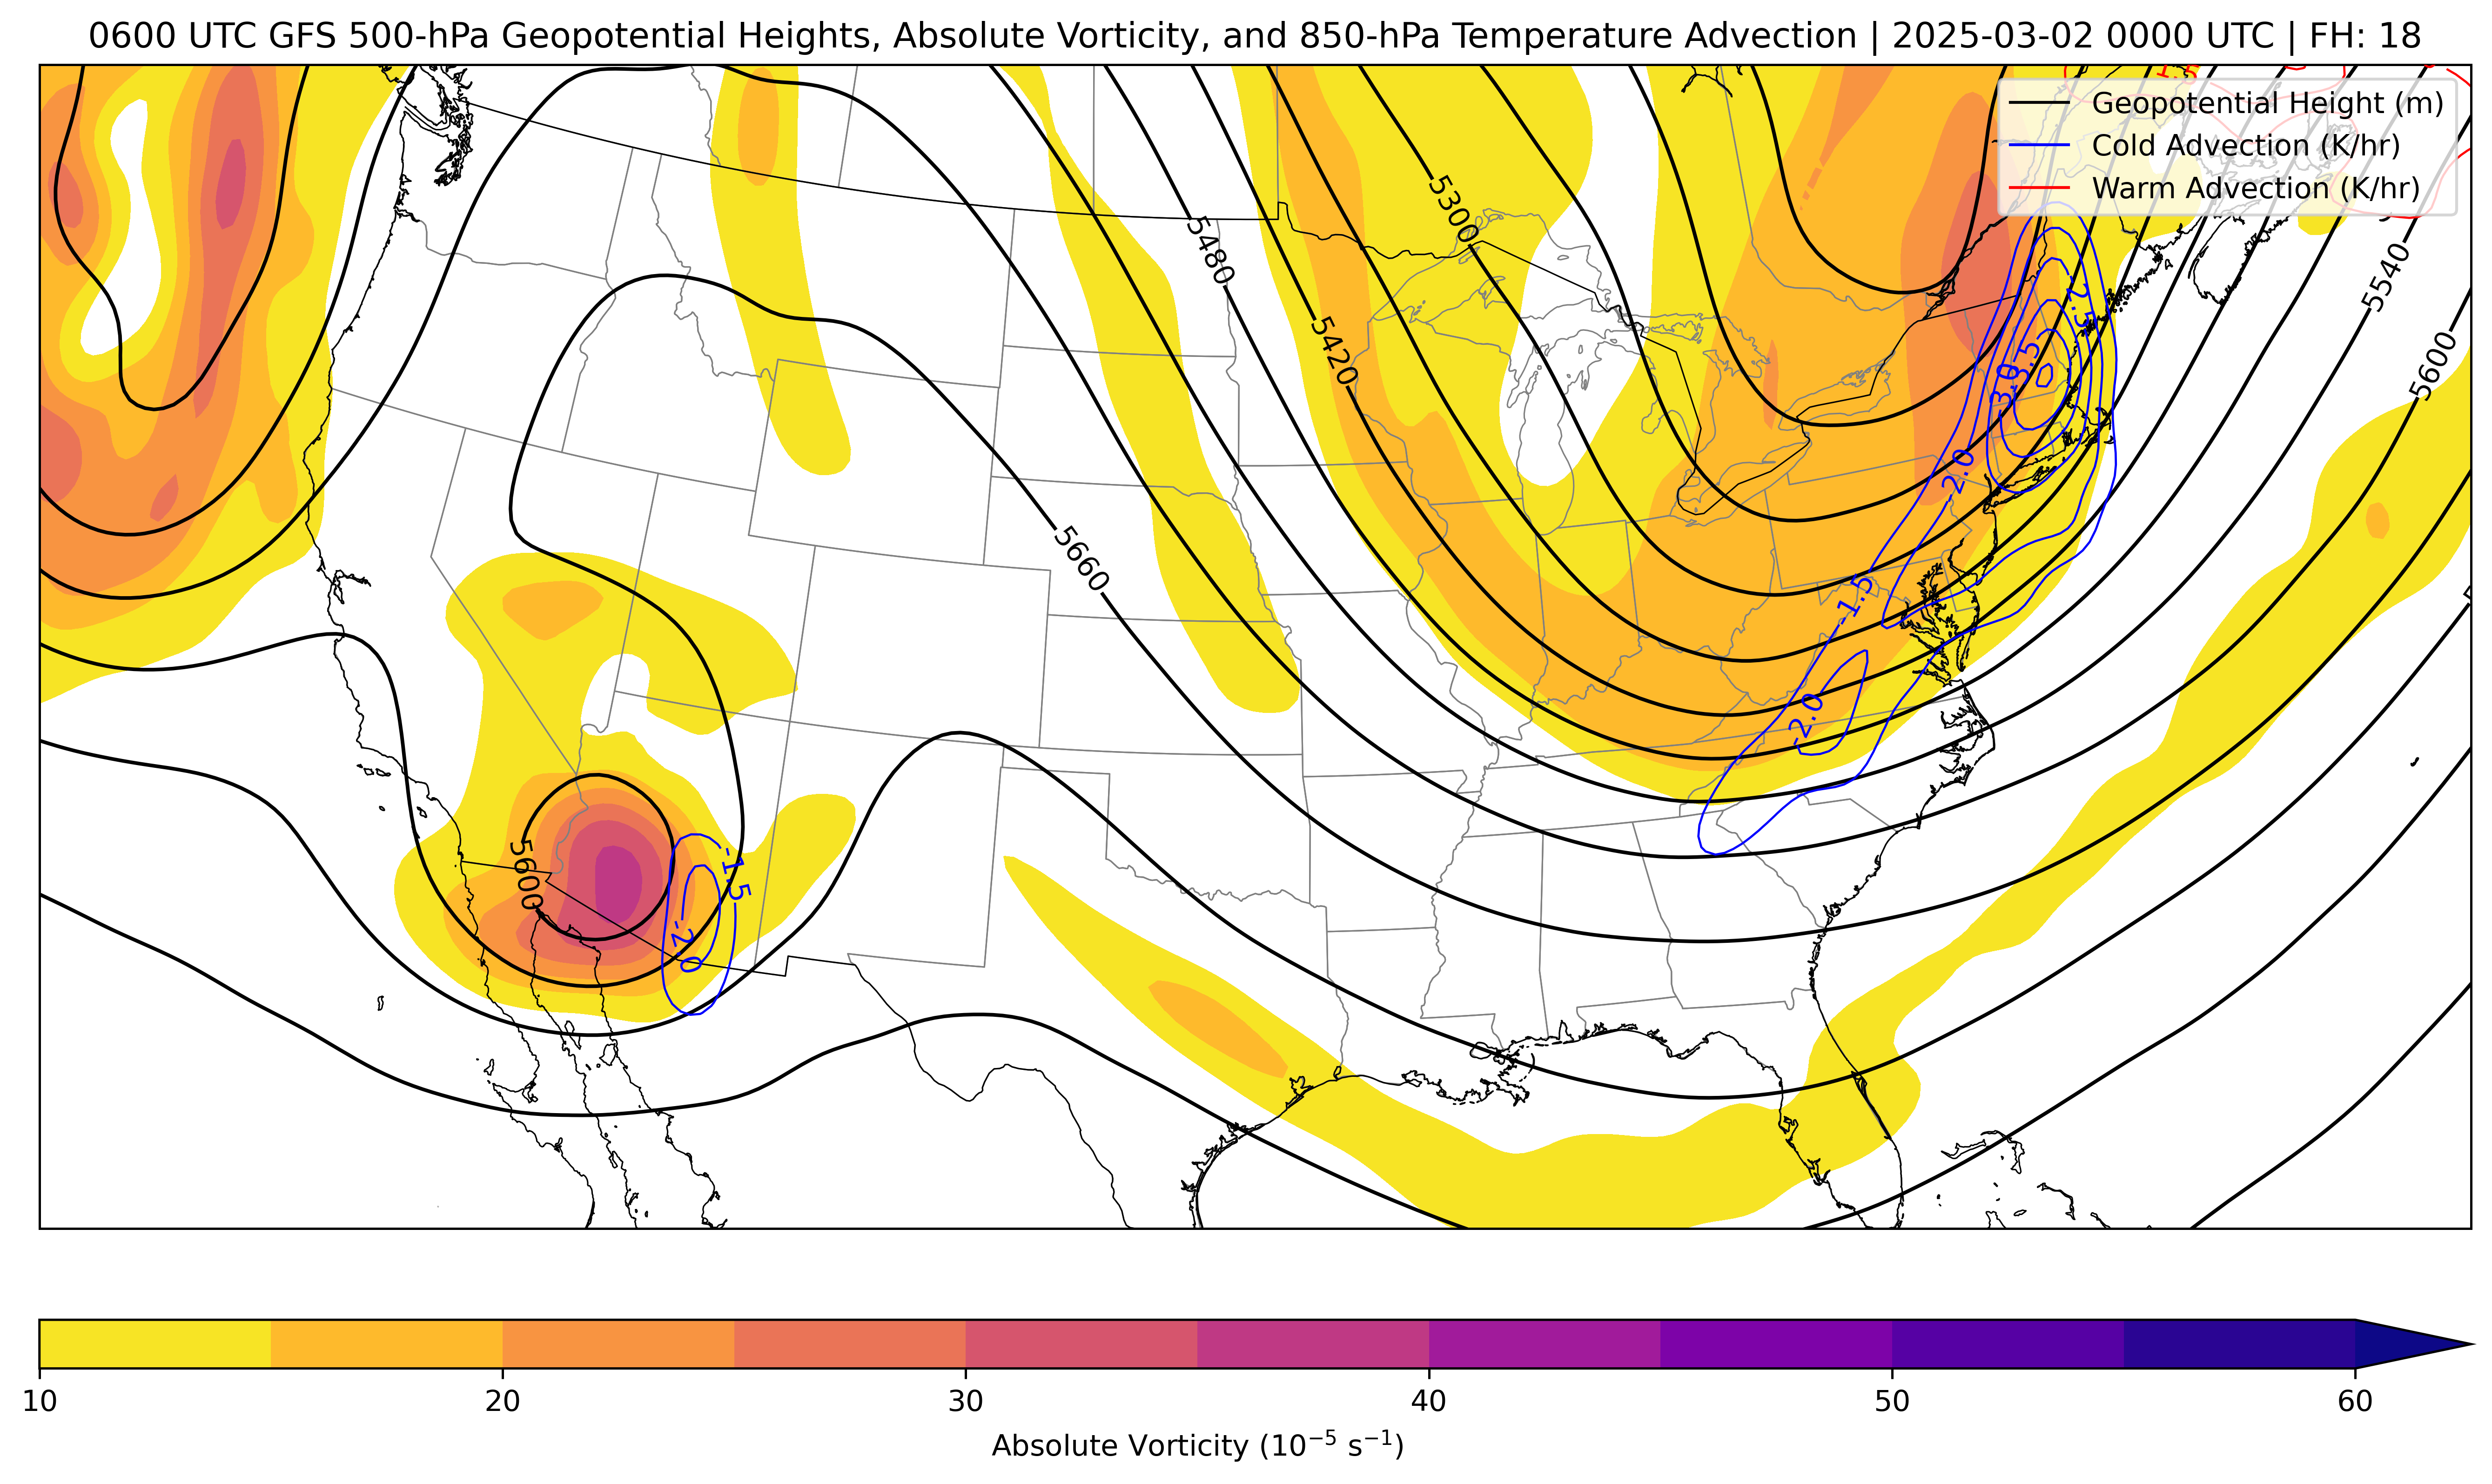 0600 UTC GFS 500-hPa Geopotential Heights, Absolute Vorticity, and 850-hPa Temperature Advection | 2025-03-02 0000 UTC | FH: 18
Geopotential Height (m)
Cold Advection (K/hr)
Warm Advection (K/hr)
1.5
5300
5480
5420
5540
5600
-2.5
-3.5
-3.0
-2.0
5660
-1.5
-2.0
5600
-1.5
-2.0
10 20 30 40 50 60
Absolute Vorticity (10⁻⁵ s⁻¹)